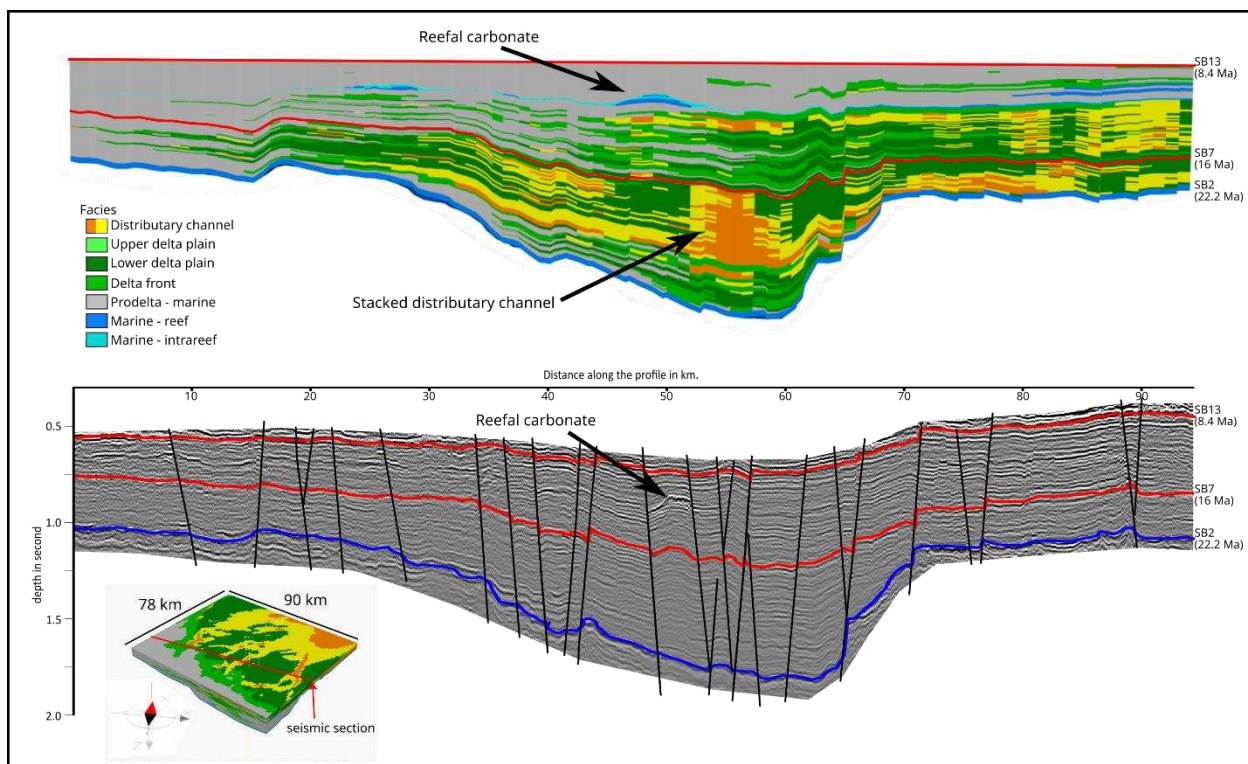 Reefal carbonate
SB13
(8.4 Ma)
SB7
(16 Ma)
SB2
(22.2 Ma)
Facies
Distributary channel
Upper delta plain
Lower delta plain
Delta front
Prodelta - marine
Marine - reef
Marine - intrareef
Stacked distributary channel
Distance along the profile in km.
10 20 30 40 50 60 70 80 90
Reefal carbonate
SB13
(8.4 Ma)
SB7
(16 Ma)
SB2
(22.2 Ma)
depth in second
0.5
1.0
1.5
2.0
78 km
90 km
seismic section
X
Z